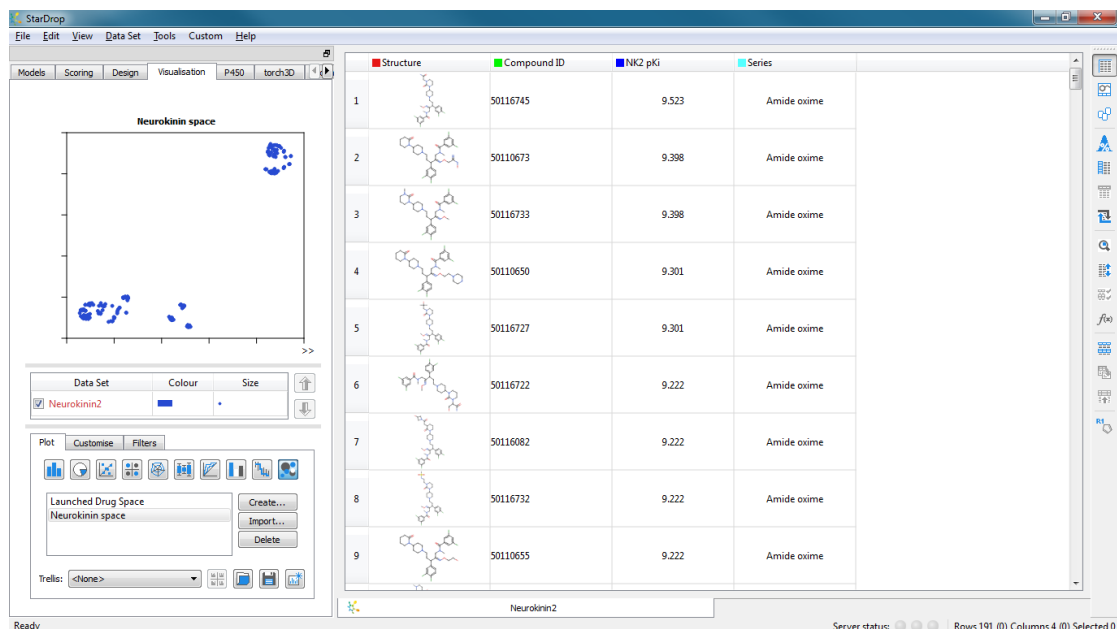 StarDrop
File Edit View Data Set Tools Custom Help
Models Scoring Design Visualisation P450 torch3D
Neurokinin space
>>
Data Set Colour Size
Neurokinin2
Plot Customise Filters
Launched Drug Space
Neurokinin space
Create...
Import...
Delete
Trellis: <None>
Structure Compound ID NK2 pKi Series
1 50116745 9.523 Amide oxime
2 50110673 9.398 Amide oxime
3 50116733 9.398 Amide oxime
4 50110650 9.301 Amide oxime
5 50116727 9.301 Amide oxime
6 50116722 9.222 Amide oxime
7 50116082 9.222 Amide oxime
8 50116732 9.222 Amide oxime
9 50110655 9.222 Amide oxime
Neurokinin2
f(x)
R1
Ready
Server status: Rows 191 (0) Columns 4 (0) Selected 0